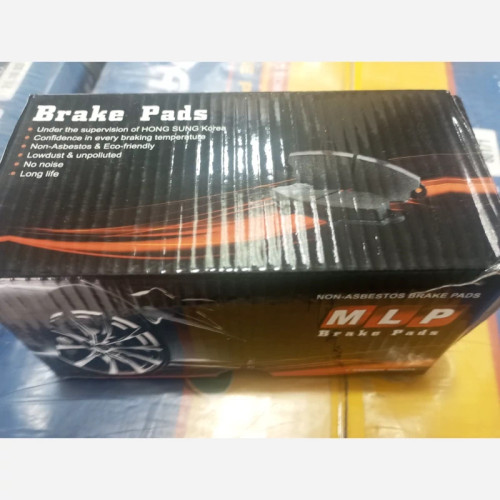 Brake Pads
• Under the supervision of HONG SUNG Korea
• Confidence in every braking temperature
• Non-Asbestos & Eco-friendly
• Lowdust & unpolluted
• No noise
• Long life
NON-ASBESTOS BRAKE PADS
MLP
Brake Pads